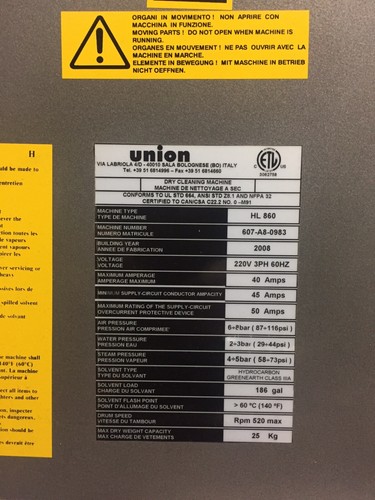 ORGANI IN MOVIMENTO ! NON APRIRE CON
MACCHINA IN FUNZIONE.
MOVING PARTS ! DO NOT OPEN WHEN MACHINE IS
RUNNING.
ORGANES EN MOUVEMENT ! NE PAS OUVRIR AVEC LA
MACHINE EN MARCHE.
ELEMENTE IN BEWEGUNG ! MIT MASCHINE IN BETRIEB
NICHT OEFFNEN.
H
union
VIA LABRIOLA 4/D - 40010 SALA BOLOGNESE (BO) ITALY
Tel. +39 51 6814996 – Fax +39 51 6814660
C ETL US
3062758
DRY CLEANING MACHINE
MACHINE DE NETTOYAGE A SEC
CONFORMS TO UL STD 664, ANSI STD Z8.1 AND NFPA 32
CERTIFIED TO CAN/CSA C22.2 NO. 0 –M91
MACHINE TYPE
TYPE DE MACHINE
HL 860
MACHINE NUMBER
NUMERO MATRICULE
607-A8-0983
BUILDING YEAR
ANNEE DE FABRICATION
2008
VOLTAGE
VOLTAGE
220V 3PH 60HZ
MAXIMUM AMPERAGE
AMPERAGE MAXIMUM
40 Amps
MINIMUM SUPPLY-CIRCUIT CONDUCTOR AMPACITY
45 Amps
MAXIMUM RATING OF THE SUPPLY-CIRCUIT
OVERCURRENT PROTECTIVE DEVICE
50 Amps
AIR PRESSURE
PRESSION AIR COMPRIMEE
6÷8bar ( 87÷116psi )
WATER PRESSURE
PRESSION EAU
2÷3bar ( 29÷44psi )
STEAM PRESSURE
PRESSION VAPEUR
4÷5bar ( 58÷73psi )
SOLVENT TYPE
TYPE DU SOLVENT
HYDROCARBON
GREENEARTH CLASS IIIA
SOLVENT LOAD
CHARGE DU SOLVANT
186 gal
SOLVENT FLASH POINT
POINT D'ALLUMAGE DU SOLVENT
> 60 °C (140 °F)
DRUM SPEED
VITESSE DU TAMBOUR
Rpm 520 max
MAX DRY WEIGHT CAPACITY
MAX CHARGE DE VETEMENTS
25 Kg